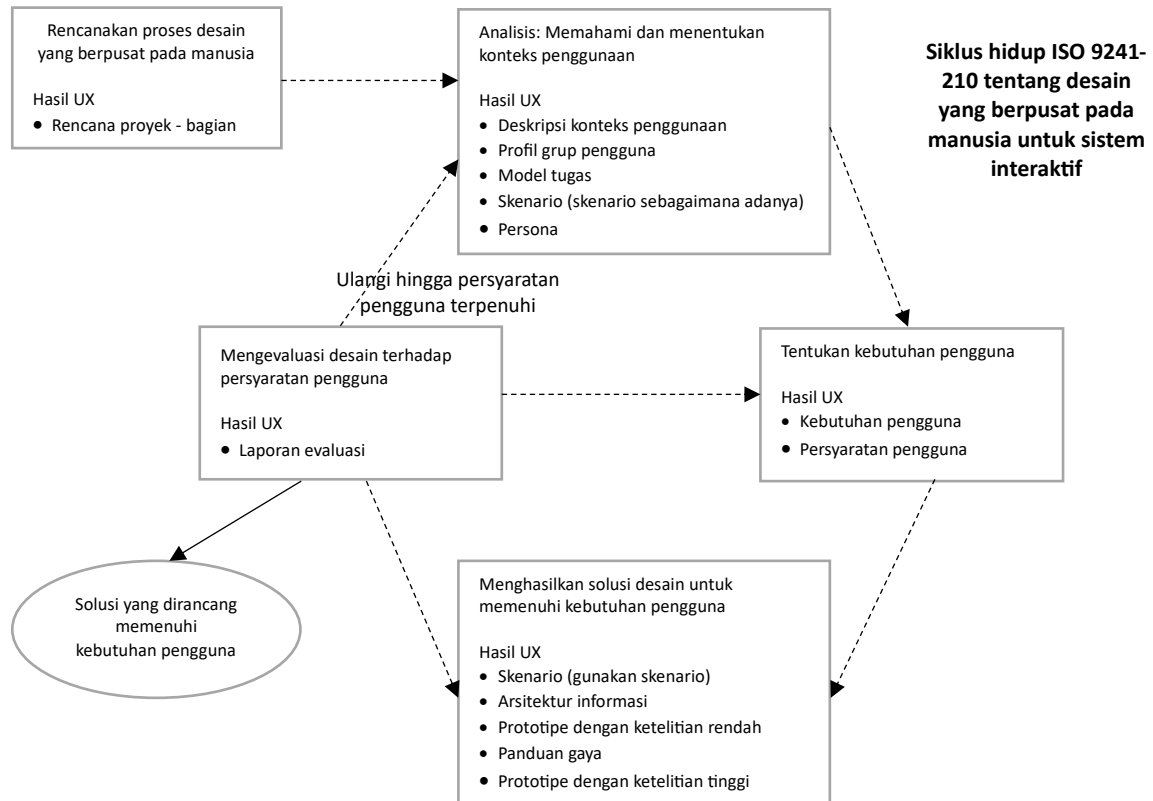 Rencanakan proses desain
yang berpusat pada manusia
Hasil UX
• Rencana proyek - bagian
Analisis: Memahami dan menentukan
konteks penggunaan
Hasil UX
• Deskripsi konteks penggunaan
• Profil grup pengguna
• Model tugas
• Skenario (skenario sebagaimana adanya)
• Persona
Siklus hidup ISO 9241-
210 tentang desain
yang berpusat pada
manusia untuk sistem
interaktif
Ulangi hingga persyaratan
pengguna terpenuhi
Mengevaluasi desain terhadap
persyaratan pengguna
Hasil UX
• Laporan evaluasi
Tentukan kebutuhan pengguna
Hasil UX
• Kebutuhan pengguna
• Persyaratan pengguna
Solusi yang dirancang
memenuhi
kebutuhan pengguna
Menghasilkan solusi desain untuk
memenuhi kebutuhan pengguna
Hasil UX
• Skenario (gunakan skenario)
• Arsitektur informasi
• Prototipe dengan ketelitian rendah
• Panduan gaya
• Prototipe dengan ketelitian tinggi